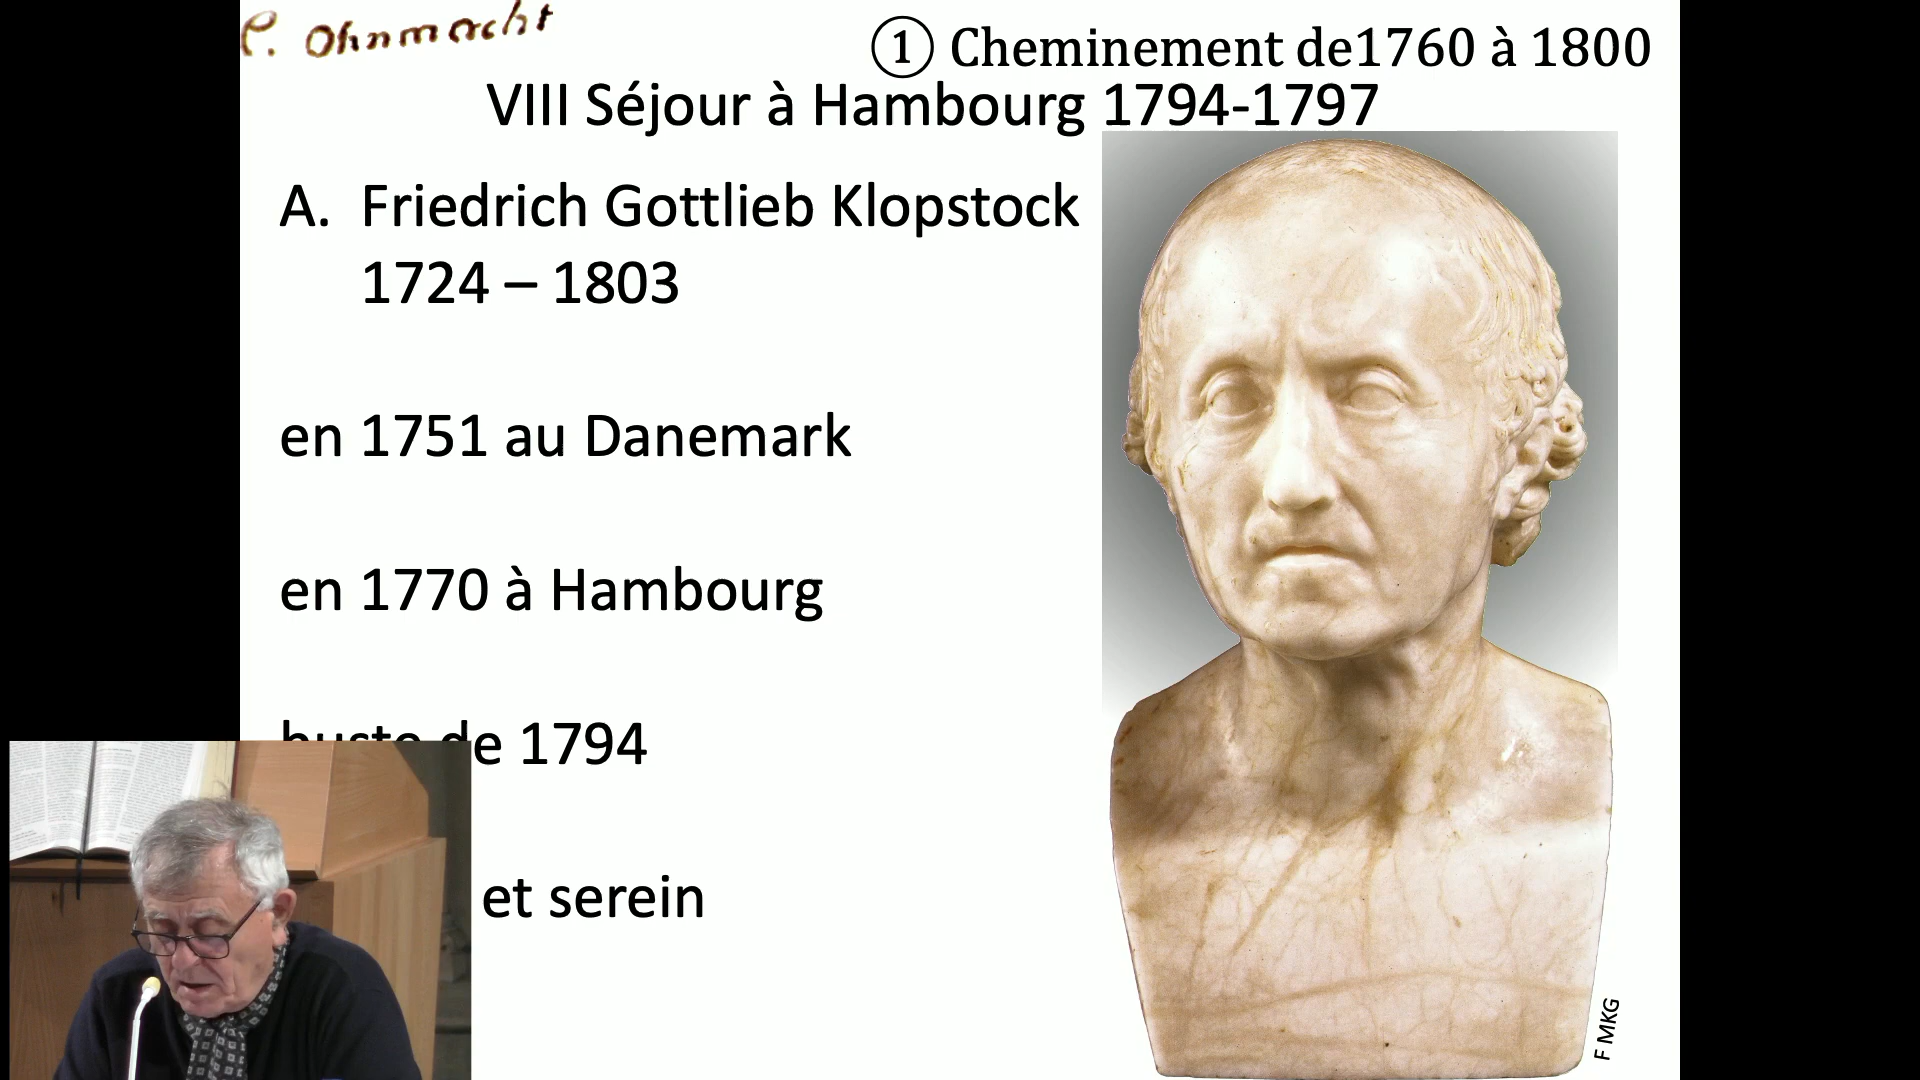 Ohnmacht
① Cheminement de1760 à 1800
VIII Séjour à Hambourg 1794-1797
A. Friedrich Gottlieb Klopstock
1724 – 1803
en 1751 au Danemark
en 1770 à Hambourg
buste de 1794
et serein
F MKG